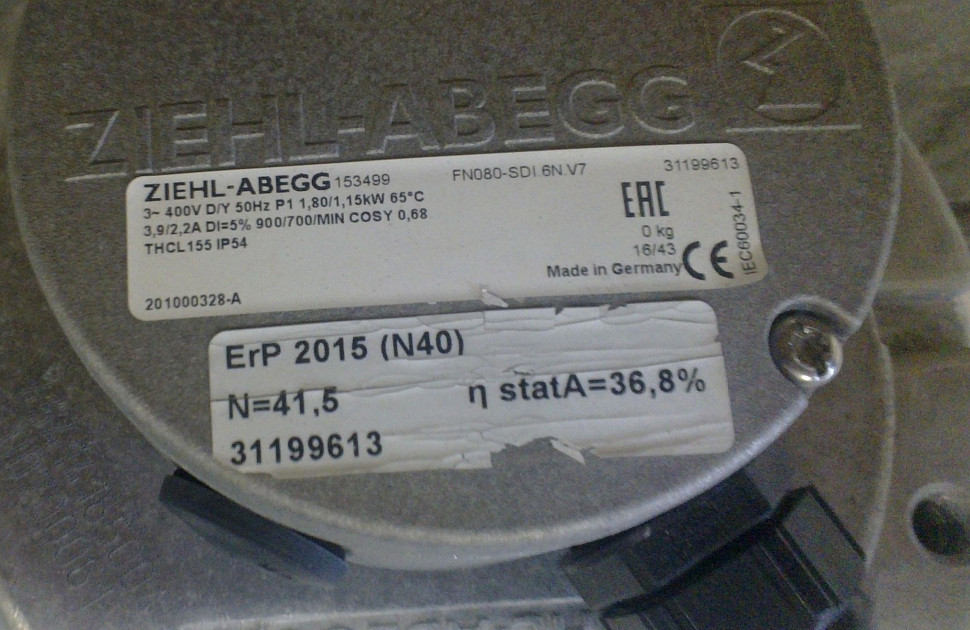 ZIEHL-ABEGG
ZIEHL-ABEGG 153499 FN080-SDI.6N.V7 31199613
3~ 400V D/Y 50Hz P1 1,80/1,15kW 65°C
3,9/2,2A DI=5% 900/700/MIN COSY 0,68
THCL155 IP54
EAC
0 kg
16/43
Made in Germany CE
IEC60034-1
201000328-A
ErP 2015 (N40)
N=41,5 η statA=36,8%
31199613